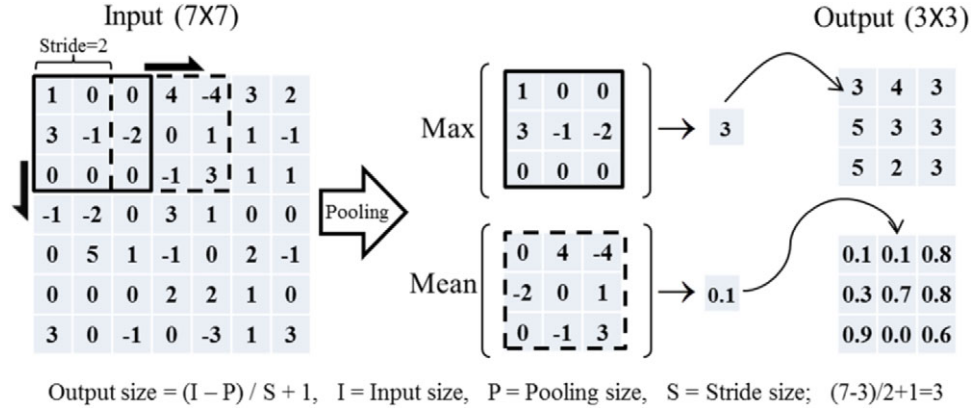 Input (7X7)
Output (3X3)
Stride=2
1 0 0 4 -4 3 2
3 -1 -2 0 1 1 -1
0 0 0 -1 3 1 1
-1 -2 0 3 1 0 0
0 5 1 -1 0 2 -1
0 0 0 2 2 1 0
3 0 -1 0 -3 1 3
Pooling
Max
1 0 0
3 -1 -2
0 0 0
3
3 4 3
5 3 3
5 2 3
Mean
0 4 -4
-2 0 1
0 -1 3
0.1
0.1 0.1 0.8
0.3 0.7 0.8
0.9 0.0 0.6
Output size = (I – P) / S + 1, I = Input size, P = Pooling size, S = Stride size; (7-3)/2+1=3